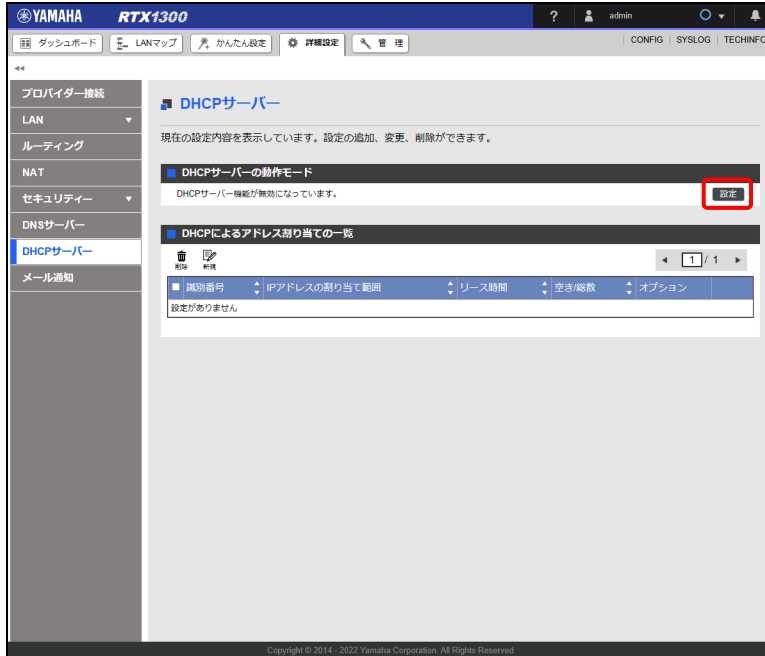 YAMAHA RTX1300 ? admin
ダッシュボード LANマップ かんたん設定 詳細設定 管 理 CONFIG SYSLOG TECHINFO
プロバイダー接続
LAN
ルーティング
NAT
セキュリティー
DNSサーバー
DHCPサーバー
メール通知
DHCPサーバー
現在の設定内容を表示しています。設定の追加、変更、削除ができます。
DHCPサーバーの動作モード
DHCPサーバー機能が無効になっています。 設定
DHCPによるアドレス割り当ての一覧
削除 新規 1 / 1
識別番号 IPアドレスの割り当て範囲 リース時間 空き/総数 オプション
設定がありません
Copyright © 2014 - 2022 Yamaha Corporation. All Rights Reserved.